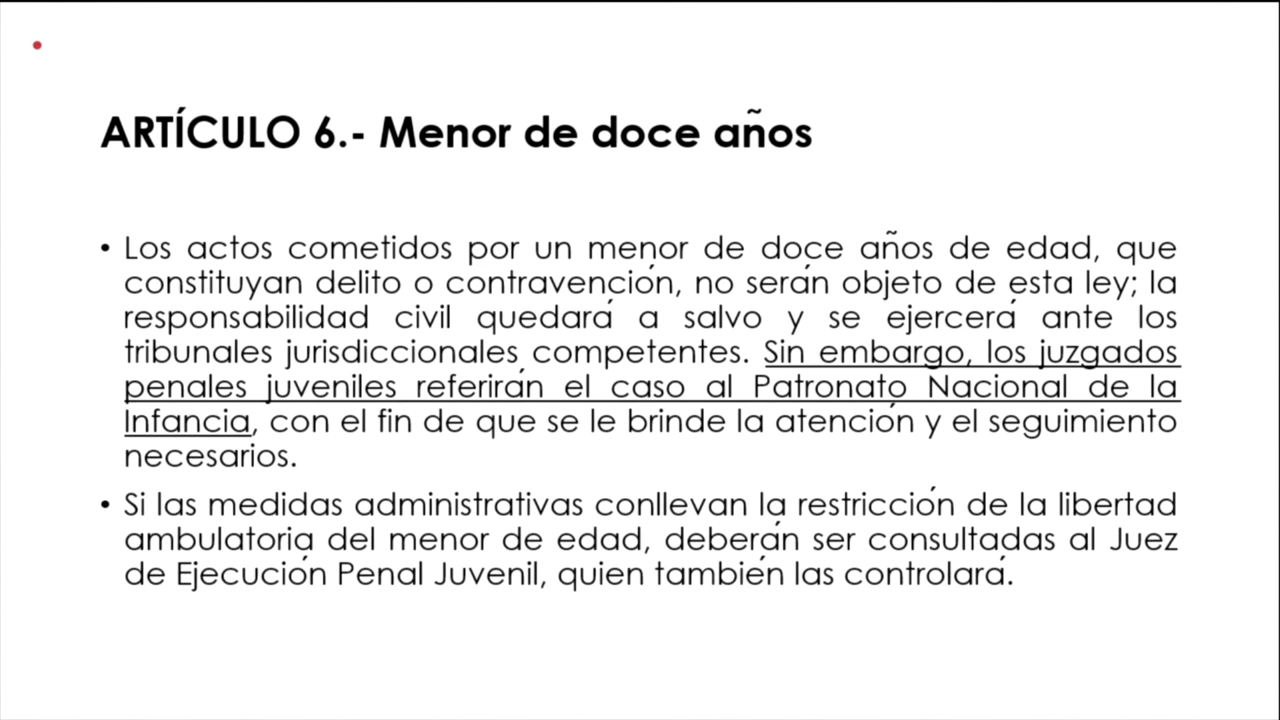 ARTÍCULO 6.- Menor de doce años
• Los actos cometidos por un menor de doce años de edad, que
constituyan delito o contravención, no serán objeto de esta ley; la
responsabilidad civil quedará a salvo y se ejercerá ante los
tribunales jurisdiccionales competentes. Sin embargo, los juzgados
penales juveniles referirán el caso al Patronato Nacional de la
Infancia, con el fin de que se le brinde la atención y el seguimiento
necesarios.
• Si las medidas administrativas conllevan la restricción de la libertad
ambulatoria del menor de edad, deberán ser consultadas al Juez
de Ejecución Penal Juvenil, quien también las controlará.